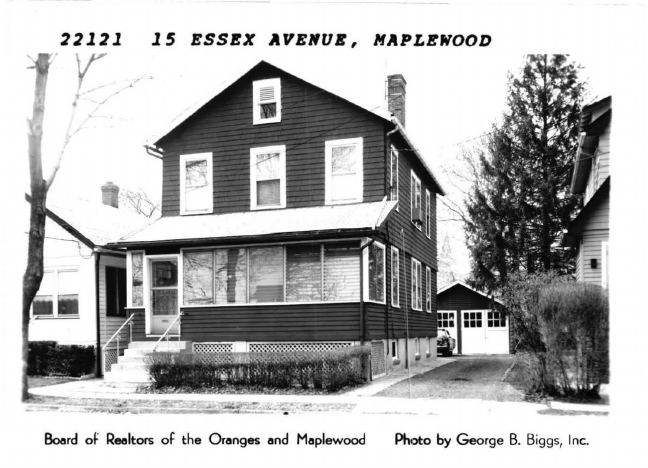 22121 15 ESSEX AVENUE, MAPLEWOOD
Board of Realtors of the Oranges and Maplewood Photo by George B. Biggs, Inc.